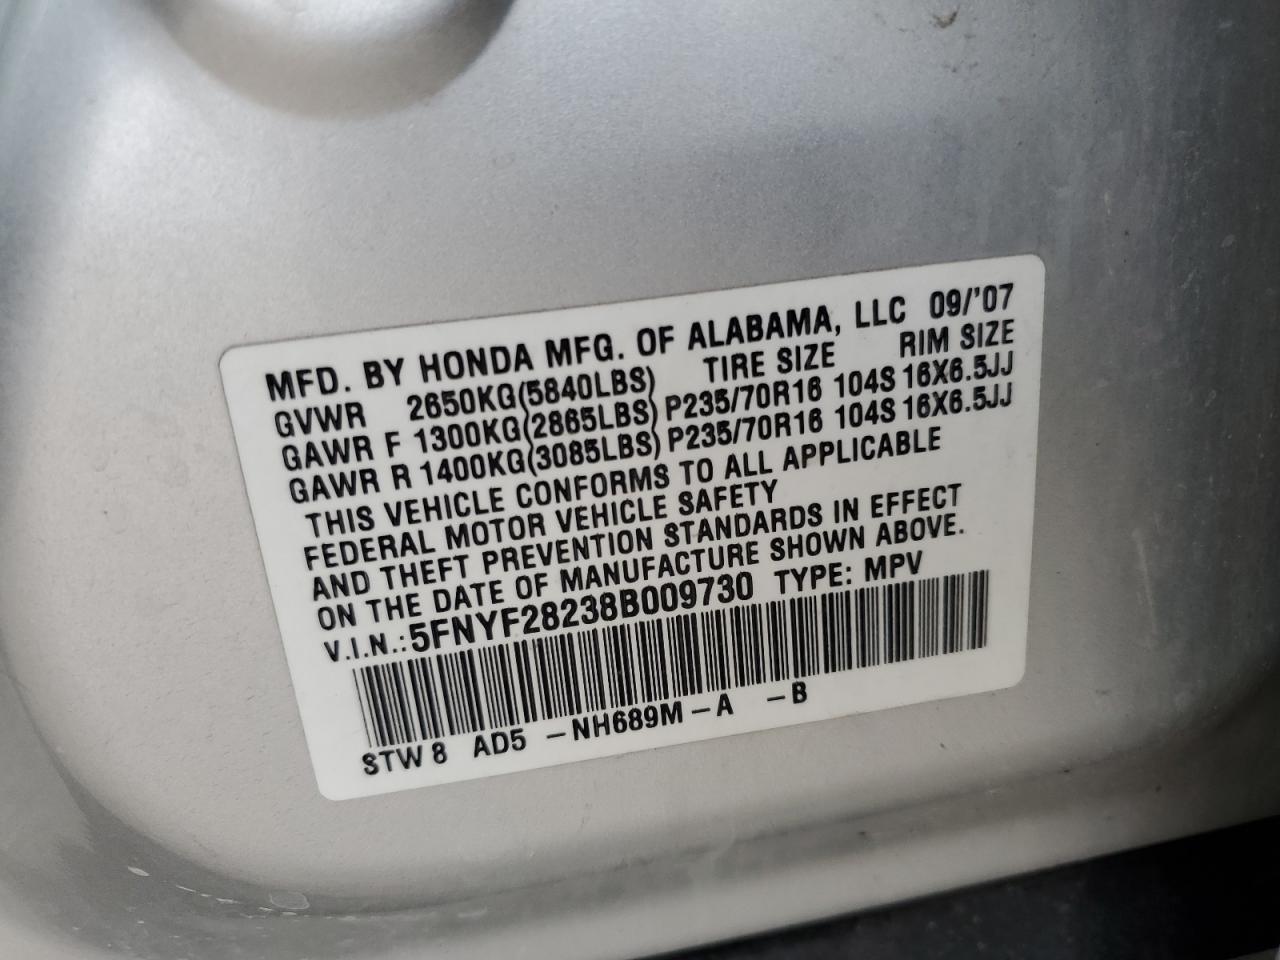 MFD. BY HONDA MFG. OF ALABAMA, LLC 09/'07
GVWR 2650KG(5840LBS) TIRE SIZE RIM SIZE
GAWR F 1300KG(2865LBS) P235/70R16 104S 16X6.5JJ
GAWR R 1400KG(3085LBS) P235/70R16 104S 16X6.5JJ
THIS VEHICLE CONFORMS TO ALL APPLICABLE
FEDERAL MOTOR VEHICLE SAFETY
AND THEFT PREVENTION STANDARDS IN EFFECT
ON THE DATE OF MANUFACTURE SHOWN ABOVE.
V.I.N.: 5FNYF28238B009730 TYPE: MPV
STW 8 AD5 -NH689M-A -B